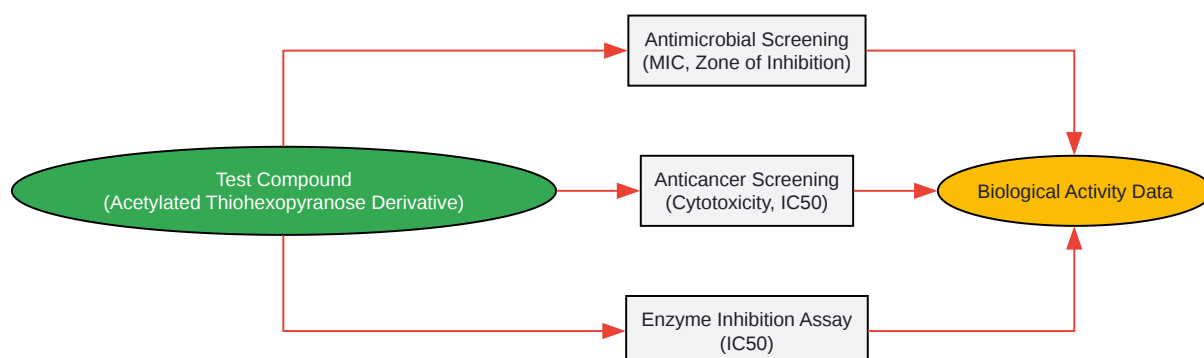 Antimicrobial Screening
(MIC, Zone of Inhibition)
Test Compound
(Acetylated Thiohexopyranose Derivative)
Anticancer Screening
(Cytotoxicity, IC50)
Biological Activity Data
Enzyme Inhibition Assay
(IC50)